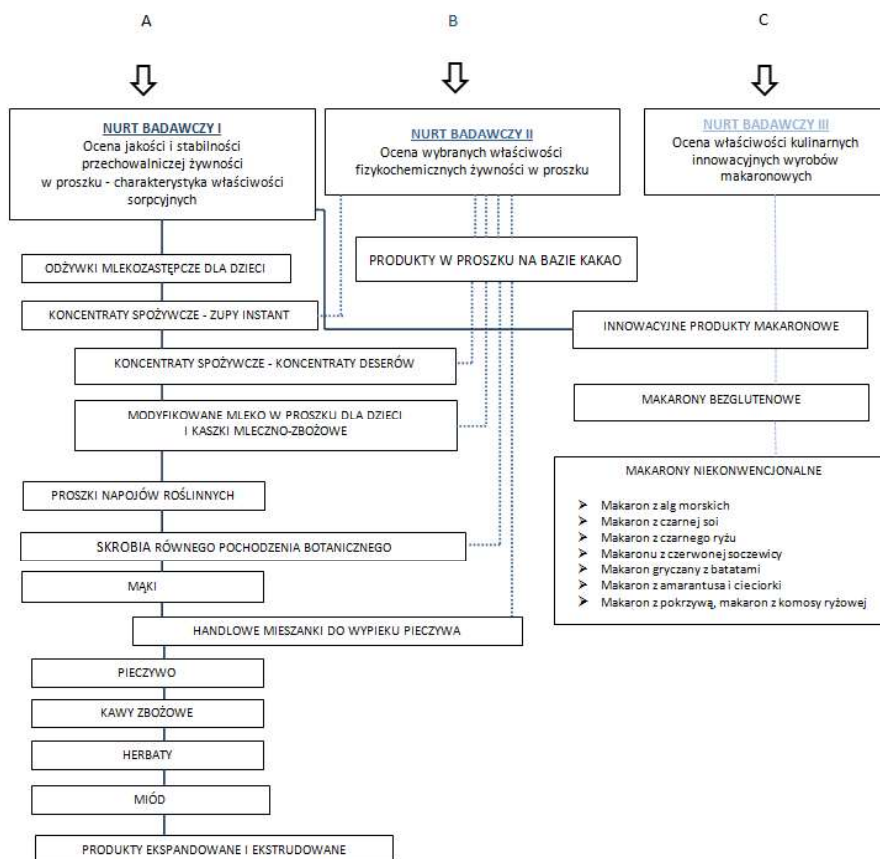 A
B
C
NURT BADAWCZY I
Ocena jakości i stabilności
przechowalniczej żywności
w proszku - charakterystyka właściwości
sorpcyjnych
NURT BADAWCZY II
Ocena wybranych właściwości
fizykochemicznych żywności w proszku
NURT BADAWCZY III
Ocena właściwości kulinarnych
innowacyjnych wyrobów
makaronowych
PRODUKTY W PROSZKU NA BAZIE KAKAO
ODŻYWKI MLEKOZASTĘPCZE DLA DZIECI
KONCENTRATY SPOŻYWCZE - ZUPY INSTANT
INNOWACYJNE PRODUKTY MAKARONOWE
KONCENTRATY SPOŻYWCZE - KONCENTRATY DESERÓW
MAKARONY BEZGLUTENOWE
MODYFIKOWANE MLEKO W PROSZKU DLA DZIECI
I KASZKI MLECZNO-ZBOŻOWE
MAKARONY NIEKONWENCJONALNE
➢ Makaron z alg morskich
➢ Makaron z czarnej soi
➢ Makaron z czarnego ryżu
➢ Makaronu z czerwonej soczewicy
➢ Makaron gryczany z batatami
➢ Makaron z amarantusa i cieciorki
➢ Makaron z pokrzywą, makaron z komosy ryżowej
PROSZKI NAPOJÓW ROŚLINNYCH
SKROBIA RÓWNEGO POCHODZENIA BOTANICZNEGO
MĄKI
HANDLOWE MIESZANKI DO WYPIEKU PIECZYWA
PIECZYWO
KAWY ZBOŻOWE
HERBATY
MIÓD
PRODUKTY EKSPANDOWANE I EKSTRUDOWANE